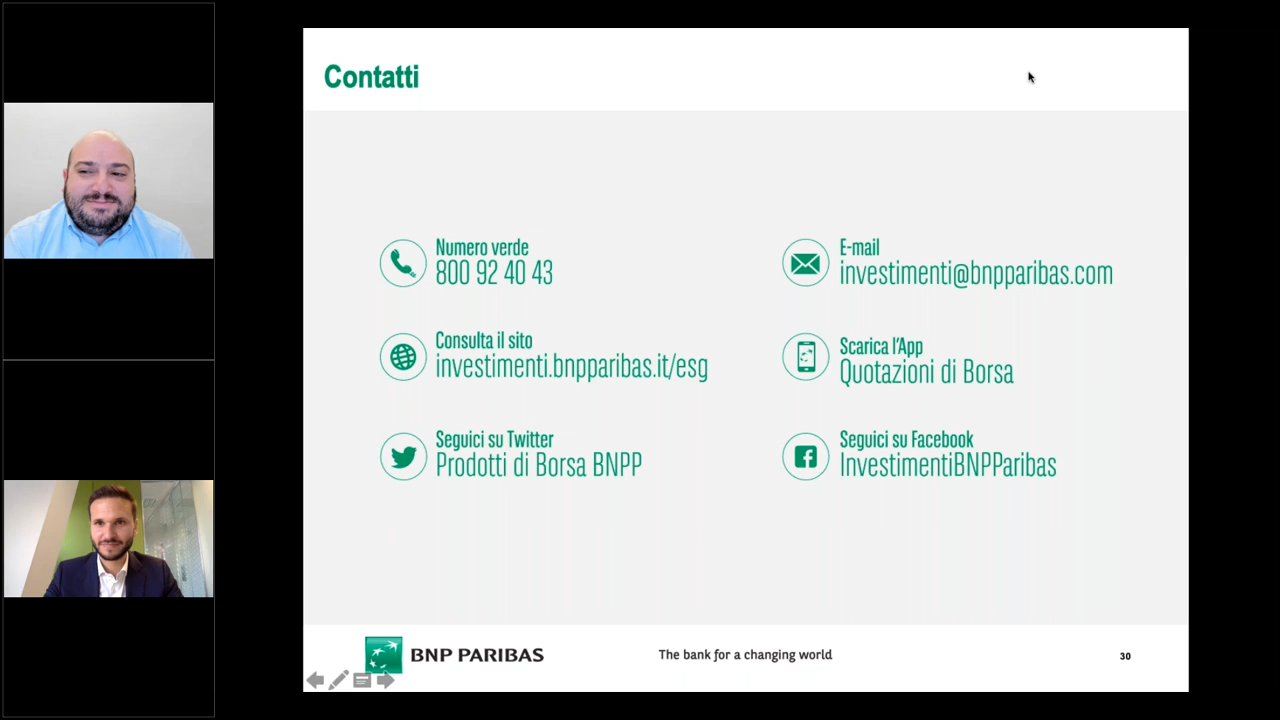 Contatti
Numero verde
800 92 40 43
E-mail
investimenti@bnpparibas.com
Consulta il sito
investimenti.bnpparibas.it/esg
Scarica l'App
Quotazioni di Borsa
Seguici su Twitter
Prodotti di Borsa BNPP
Seguici su Facebook
InvestimentiBNPParibas
BNP PARIBAS
The bank for a changing world
30